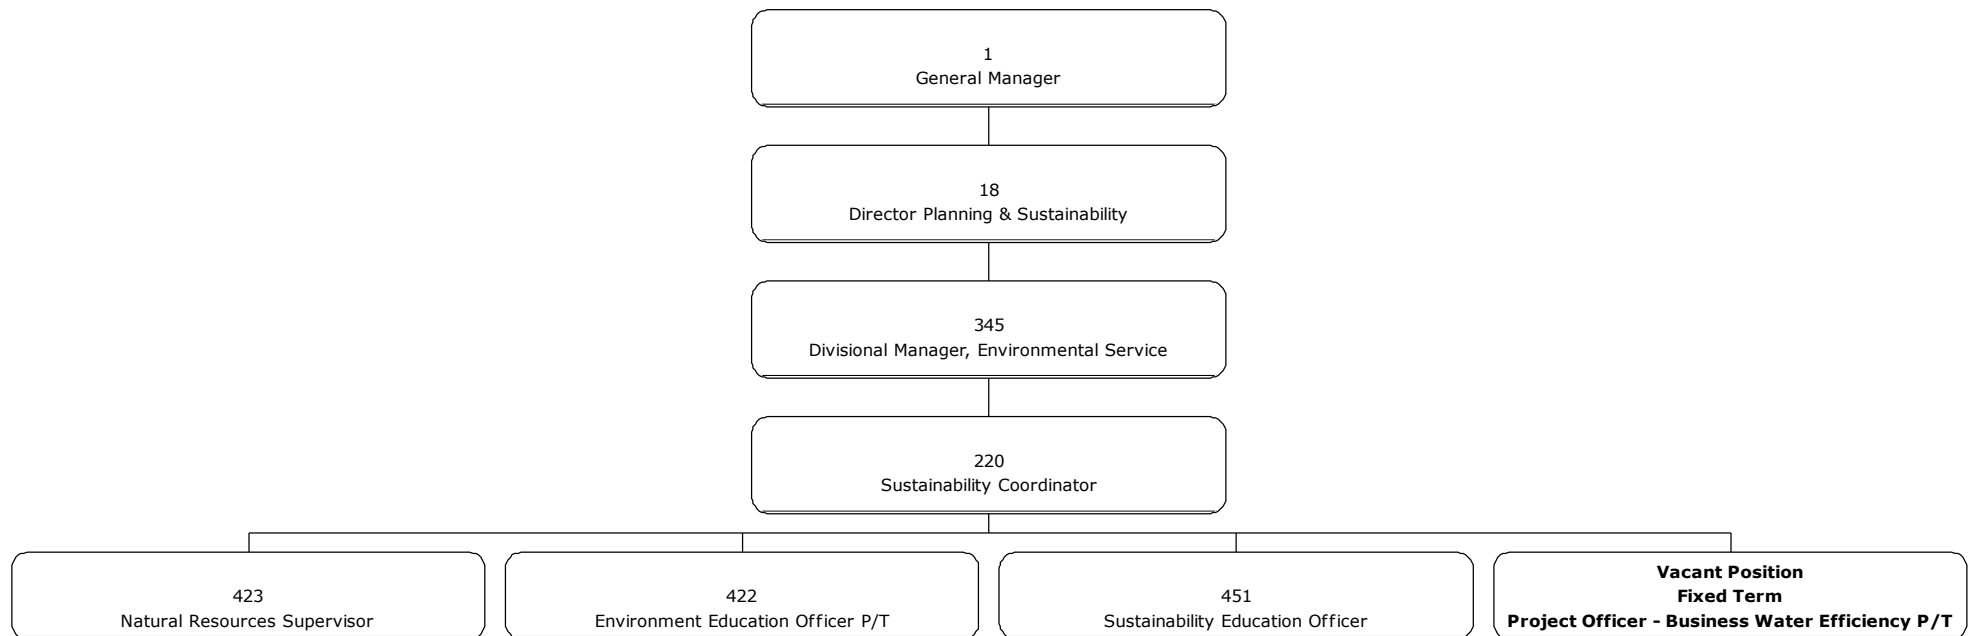 1
General Manager
18
Director Planning & Sustainability
345
Divisional Manager, Environmental Service
220
Sustainability Coordinator
423
Natural Resources Supervisor
422
Environment Education Officer P/T
451
Sustainability Education Officer
Vacant Position
Fixed Term
Project Officer - Business Water Efficiency P/T